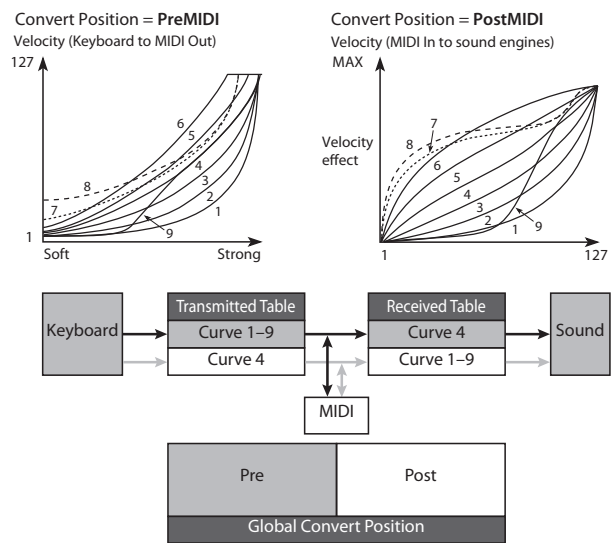 Convert Position = PreMIDI
Velocity (Keyboard to MIDI Out)
127
6
5
4
3
2
1
8
7
9
1
Soft
Strong
Convert Position = PostMIDI
Velocity (MIDI In to sound engines)
MAX
Velocity
effect
7
8
6
5
4
3
2
1
9
1
127
Keyboard
Transmitted Table
Curve 1–9
Curve 4
Received Table
Curve 4
Curve 1–9
Sound
MIDI
Pre
Post
Global Convert Position